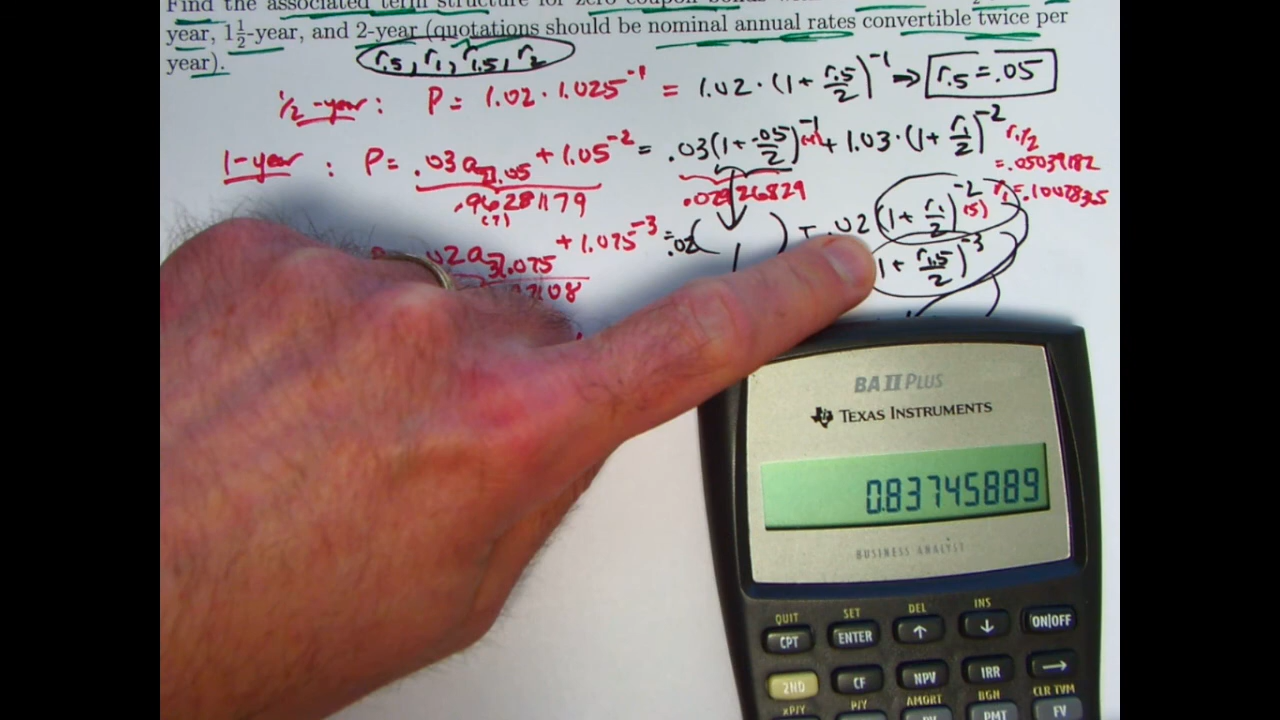 Find the associated term structure for zero coupon bonds
year, 1½-year, and 2-year (quotations should be nominal annual rates convertible twice per
year).
r.5, r1, r1.5, r2
1/2-year: P = 1.02 · 1.025^-1 = 1.02 · (1 + r.5/2)^-1 → r.5 = .05
1-year: P = .03 a2|.05 + 1.05^-2 = .03(1 + .05/2)^-1 + 1.03 · (1 + r1/2)^-2
r1/2 = .05039182
.96281179
.02926829
r1 = .1007835
.02 a3|.075 + 1.075^-3 = .02( ) + .02 (1 + r1/2)^-2
(1 + r1.5/2)^-3
BA II PLUS
TEXAS INSTRUMENTS
0.83745889
BUSINESS ANALYST
QUIT SET DEL INS
CPT ENTER ↑ ↓ ON|OFF
2ND CF NPV IRR →
xP/Y P/Y AMORT BGN CLR TVM
PMT FV